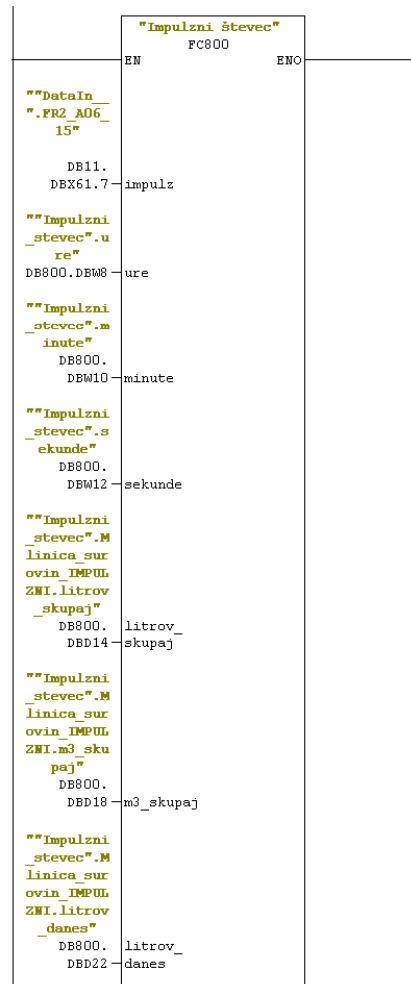 "Impulzni števec"
FC800
EN ENO
""DataIn__
".FR2_A06_
15"
DB11.
DBX61.7 impulz
""Impulzni
_stevec".u
re"
DB800.DBW8 ure
""Impulzni
_stevec".m
inute"
DB800.
DBW10 minute
""Impulzni
_stevec".s
ekunde"
DB800.
DBW12 sekunde
""Impulzni
_stevec".M
linica_sur
ovin_IMPUL
ZNI.litrov
_skupaj"
DB800. litrov_
DBD14 skupaj
""Impulzni
_stevec".M
linica_sur
ovin_IMPUL
ZNI.m3_sku
paj"
DB800.
DBD18 m3_skupaj
""Impulzni
_stevec".M
linica_sur
ovin_IMPUL
ZNI.litrov
_danes"
DB800. litrov_
DBD22 danes